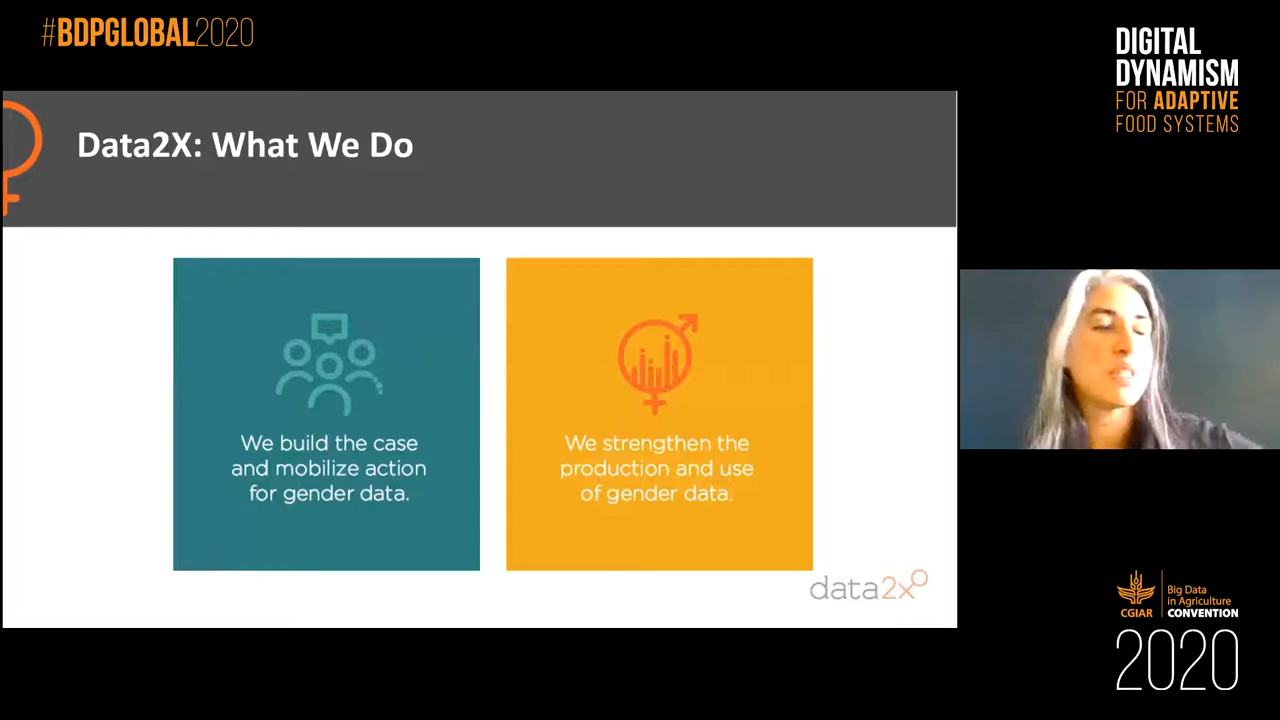 #BDPGLOBAL2020
DIGITAL
DYNAMISM
FOR ADAPTIVE
FOOD SYSTEMS
Data2X: What We Do
We build the case
and mobilize action
for gender data.
We strengthen the
production and use
of gender data.
data2x
CGIAR
Big Data
in Agriculture
CONVENTION
2020